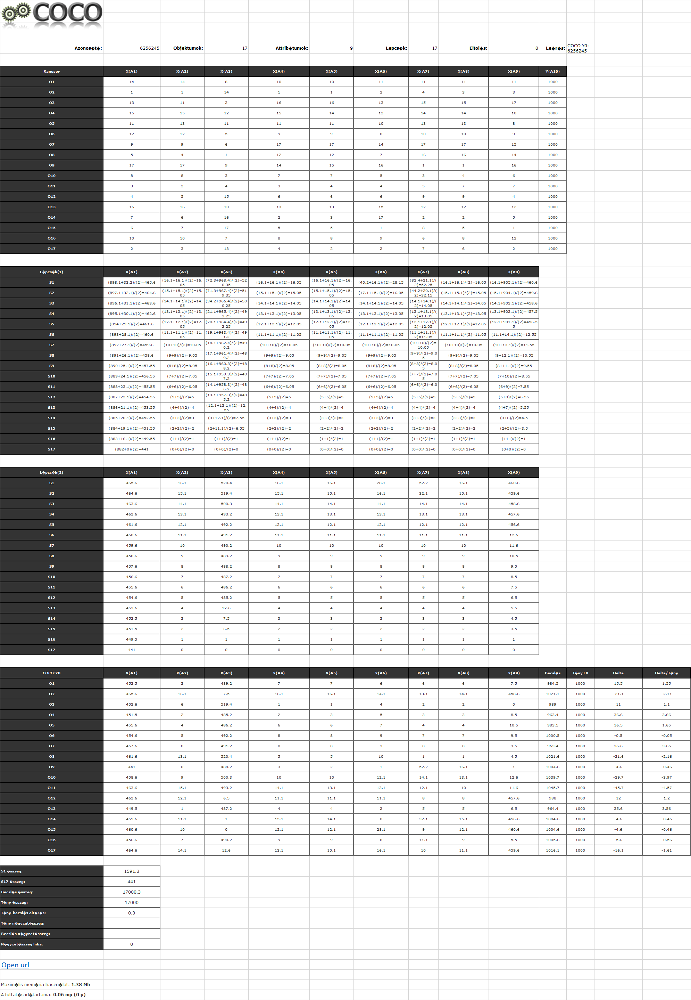 COCO
Azonos�t�: 6256245 Objektumok: 17 Attrib�tumok: 9 Lepcs�k: 17 Eltol�s: 0 Le�r�s: COCO Y0: 6256245
Rangsor X(A1) X(A2) X(A3) X(A4) X(A5) X(A6) X(A7) X(A8) X(A9) Y(A10)
O1 14 14 8 10 10 11 11 11 11 1000
O2 1 1 14 1 1 3 4 3 3 1000
O3 13 11 2 16 16 13 15 15 17 1000
O4 15 15 12 15 14 12 14 14 10 1000
O5 11 13 11 11 11 10 13 13 8 1000
O6 12 12 5 9 9 8 10 10 9 1000
O7 9 9 6 17 17 14 17 17 15 1000
O8 5 4 1 12 12 7 16 16 14 1000
O9 17 17 9 14 15 16 1 1 16 1000
O10 8 8 3 7 7 5 3 4 6 1000
O11 3 2 4 3 4 4 5 7 7 1000
O12 4 5 15 6 6 6 9 9 4 1000
O13 16 16 10 13 13 15 12 12 12 1000
O14 7 6 16 2 3 17 2 2 5 1000
O15 6 7 17 5 5 1 8 5 1 1000
O16 10 10 7 8 8 9 6 8 13 1000
O17 2 3 13 4 2 2 7 6 2 1000
L�pcs�k(1) X(A1) X(A2) X(A3) X(A4) X(A5) X(A6) X(A7) X(A8) X(A9)
S1 (898.1+33.2)/(2)=465.6 (16.1+16.1)/(2)=16.05 (72.3+968.4)/(2)=520.35 (16.1+16.1)/(2)=16.05 (16.1+16.1)/(2)=16.05 (40.2+16.1)/(2)=28.15 (83.4+21.1)/(2)=52.25 (16.1+16.1)/(2)=16.05 (16.1+905.1)/(2)=460.6
S2 (897.1+32.1)/(2)=464.6 (15.1+15.1)/(2)=15.05 (71.3+967.4)/(2)=519.35 (15.1+15.1)/(2)=15.05 (15.1+15.1)/(2)=15.05 (17.1+15.1)/(2)=16.05 (44.2+20.1)/(2)=32.15 (15.1+15.1)/(2)=15.05 (15.1+904.1)/(2)=459.6
S3 (896.1+31.1)/(2)=463.6 (14.1+14.1)/(2)=14.05 (34.2+966.4)/(2)=500.25 (14.1+14.1)/(2)=14.05 (14.1+14.1)/(2)=14.05 (14.1+14.1)/(2)=14.05 (14.1+14.1)/(2)=14.05 (14.1+14.1)/(2)=14.05 (14.1+903.1)/(2)=458.6
S4 (895.1+30.1)/(2)=462.6 (13.1+13.1)/(2)=13.05 (21.1+965.4)/(2)=493.25 (13.1+13.1)/(2)=13.05 (13.1+13.1)/(2)=13.05 (13.1+13.1)/(2)=13.05 (13.1+13.1)/(2)=13.05 (13.1+13.1)/(2)=13.05 (13.1+902.1)/(2)=457.55
S5 (894+29.1)/(2)=461.6 (12.1+12.1)/(2)=12.05 (20.1+964.4)/(2)=492.25 (12.1+12.1)/(2)=12.05 (12.1+12.1)/(2)=12.05 (12.1+12.1)/(2)=12.05 (12.1+12.1)/(2)=12.05 (12.1+12.1)/(2)=12.05 (12.1+901.1)/(2)=456.55
S6 (893+28.1)/(2)=460.6 (11.1+11.1)/(2)=11.05 (19.1+963.4)/(2)=491.2 (11.1+11.1)/(2)=11.05 (11.1+11.1)/(2)=11.05 (11.1+11.1)/(2)=11.05 (11.1+11.1)/(2)=11.05 (11.1+11.1)/(2)=11.05 (11.1+14.1)/(2)=12.55
S7 (892+27.1)/(2)=459.6 (10+10)/(2)=10.05 (18.1+962.4)/(2)=490.2 (10+10)/(2)=10.05 (10+10)/(2)=10.05 (10+10)/(2)=10.05 (10+10)/(2)=10.05 (10+10)/(2)=10.05 (10+13.1)/(2)=11.55
S8 (891+26.1)/(2)=458.6 (9+9)/(2)=9.05 (17.1+961.4)/(2)=489.2 (9+9)/(2)=9.05 (9+9)/(2)=9.05 (9+9)/(2)=9.05 (9+9)/(2)=9.05 (9+9)/(2)=9.05 (9+12.1)/(2)=10.55
S9 (890+25.1)/(2)=457.55 (8+8)/(2)=8.05 (16.1+960.3)/(2)=488.2 (8+8)/(2)=8.05 (8+8)/(2)=8.05 (8+8)/(2)=8.05 (8+8)/(2)=8.05 (8+8)/(2)=8.05 (8+11.1)/(2)=9.55
S10 (889+24.1)/(2)=456.55 (7+7)/(2)=7.05 (15.1+959.3)/(2)=487.2 (7+7)/(2)=7.05 (7+7)/(2)=7.05 (7+7)/(2)=7.05 (7+7)/(2)=7.05 (7+7)/(2)=7.05 (7+10)/(2)=8.55
S11 (888+23.1)/(2)=455.55 (6+6)/(2)=6.05 (14.1+958.3)/(2)=486.2 (6+6)/(2)=6.05 (6+6)/(2)=6.05 (6+6)/(2)=6.05 (6+6)/(2)=6.05 (6+6)/(2)=6.05 (6+9)/(2)=7.55
S12 (887+22.1)/(2)=454.55 (5+5)/(2)=5 (13.1+957.3)/(2)=485.2 (5+5)/(2)=5 (5+5)/(2)=5 (5+5)/(2)=5 (5+5)/(2)=5 (5+5)/(2)=5 (5+8)/(2)=6.55
S13 (886+21.1)/(2)=453.55 (4+4)/(2)=4 (12.1+13.1)/(2)=12.55 (4+4)/(2)=4 (4+4)/(2)=4 (4+4)/(2)=4 (4+4)/(2)=4 (4+4)/(2)=4 (4+7)/(2)=5.55
S14 (885+20.1)/(2)=452.55 (3+3)/(2)=3 (3+12.1)/(2)=7.55 (3+3)/(2)=3 (3+3)/(2)=3 (3+3)/(2)=3 (3+3)/(2)=3 (3+3)/(2)=3 (3+6)/(2)=4.5
S15 (884+19.1)/(2)=451.55 (2+2)/(2)=2 (2+11.1)/(2)=6.55 (2+2)/(2)=2 (2+2)/(2)=2 (2+2)/(2)=2 (2+2)/(2)=2 (2+2)/(2)=2 (2+5)/(2)=3.5
S16 (883+16.1)/(2)=449.55 (1+1)/(2)=1 (1+1)/(2)=1 (1+1)/(2)=1 (1+1)/(2)=1 (1+1)/(2)=1 (1+1)/(2)=1 (1+1)/(2)=1 (1+1)/(2)=1
S17 (882+0)/(2)=441 (0+0)/(2)=0 (0+0)/(2)=0 (0+0)/(2)=0 (0+0)/(2)=0 (0+0)/(2)=0 (0+0)/(2)=0 (0+0)/(2)=0 (0+0)/(2)=0
L�pcs�k(2) X(A1) X(A2) X(A3) X(A4) X(A5) X(A6) X(A7) X(A8) X(A9)
S1 465.6 16.1 520.4 16.1 16.1 28.1 52.2 16.1 460.6
S2 464.6 15.1 519.4 15.1 15.1 16.1 32.1 15.1 459.6
S3 463.6 14.1 500.3 14.1 14.1 14.1 14.1 14.1 458.6
S4 462.6 13.1 493.2 13.1 13.1 13.1 13.1 13.1 457.6
S5 461.6 12.1 492.2 12.1 12.1 12.1 12.1 12.1 456.6
S6 460.6 11.1 491.2 11.1 11.1 11.1 11.1 11.1 12.6
S7 459.6 10 490.2 10 10 10 10 10 11.6
S8 458.6 9 489.2 9 9 9 9 9 10.5
S9 457.6 8 488.2 8 8 8 8 8 9.5
S10 456.6 7 487.2 7 7 7 7 7 8.5
S11 455.6 6 486.2 6 6 6 6 6 7.5
S12 454.6 5 485.2 5 5 5 5 5 6.5
S13 453.6 4 12.6 4 4 4 4 4 5.5
S14 452.5 3 7.5 3 3 3 3 3 4.5
S15 451.5 2 6.5 2 2 2 2 2 3.5
S16 449.5 1 1 1 1 1 1 1 1
S17 441 0 0 0 0 0 0 0 0
COCO:Y0 X(A1) X(A2) X(A3) X(A4) X(A5) X(A6) X(A7) X(A8) X(A9) Becsl�s T�ny+0 Delta Delta/T�ny
O1 452.5 3 489.2 7 7 6 6 6 7.5 984.5 1000 15.5 1.55
O2 465.6 16.1 7.5 16.1 16.1 14.1 13.1 14.1 458.6 1021.1 1000 -21.1 -2.11
O3 453.6 6 519.4 1 1 4 2 2 0 989 1000 11 1.1
O4 451.5 2 485.2 2 3 5 3 3 8.5 963.4 1000 36.6 3.66
O5 455.6 4 486.2 6 6 7 4 4 10.5 983.5 1000 16.5 1.65
O6 454.6 5 492.2 8 8 9 7 7 9.5 1000.5 1000 -0.5 -0.05
O7 457.6 8 491.2 0 0 3 0 0 3.5 963.4 1000 36.6 3.66
O8 461.6 13.1 520.4 5 5 10 1 1 4.5 1021.6 1000 -21.6 -2.16
O9 441 0 488.2 3 2 1 52.2 16.1 1 1004.6 1000 -4.6 -0.46
O10 458.6 9 500.3 10 10 12.1 14.1 13.1 12.6 1039.7 1000 -39.7 -3.97
O11 463.6 15.1 493.2 14.1 13.1 13.1 12.1 10 11.6 1045.7 1000 -45.7 -4.57
O12 462.6 12.1 6.5 11.1 11.1 11.1 8 8 457.6 988 1000 12 1.2
O13 449.5 1 487.2 4 4 2 5 5 6.5 964.4 1000 35.6 3.56
O14 459.6 11.1 1 15.1 14.1 0 32.1 15.1 456.6 1004.6 1000 -4.6 -0.46
O15 460.6 10 0 12.1 12.1 28.1 9 12.1 460.6 1004.6 1000 -4.6 -0.46
O16 456.6 7 490.2 9 9 8 11.1 9 5.5 1005.6 1000 -5.6 -0.56
O17 464.6 14.1 12.6 13.1 15.1 16.1 10 11.1 459.6 1016.1 1000 -16.1 -1.61
S1 �sszeg: 1591.3
S17 �sszeg: 441
Becsl�s �sszeg: 17000.3
T�ny �sszeg: 17000
T�ny-becsl�s elt�r�s: 0.3
T�ny n�gyzet�sszeg:
Becsl�s n�gyzet�sszeg:
N�gyzet�sszeg hiba: 0
Open url
Maxim�lis mem�ria haszn�lat: 1.38 Mb
A futtat�s id�tartama: 0.06 mp (0 p)